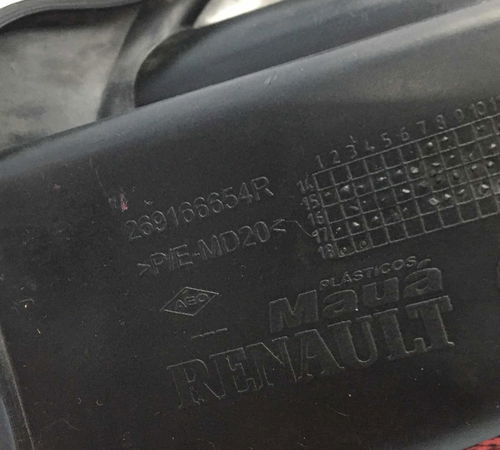 1 2 3 4 5 6 7 8 9 10
14
15
16
17
18
269166654R
>P/E-MD20<
PLÁSTICOS
Mauá
RENAULT